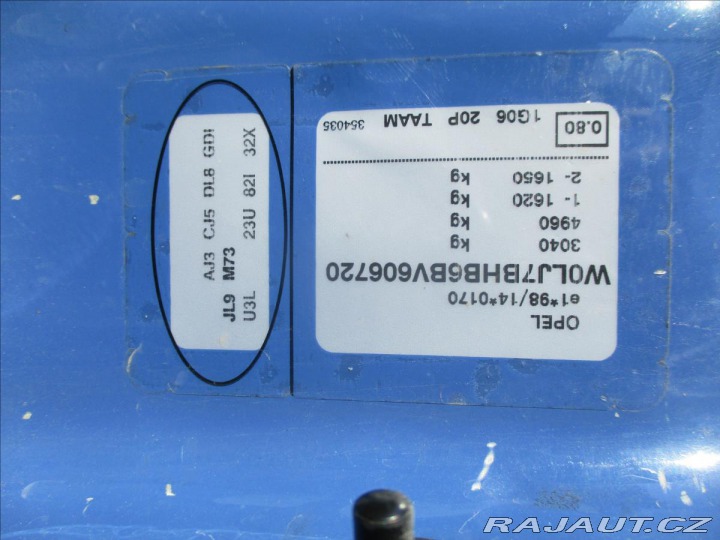 OPEL
e1*98/14*0170
W0LJ7BHB6BV606720
3040 kg
4960 kg
1- 1620 kg
2- 1650 kg
0.80 1G06 20P TAAM 354035
AJ3 CJ5 DL8 GDI
JL9 M73
U3L 23U 82I 32X
RAJAUT.CZ